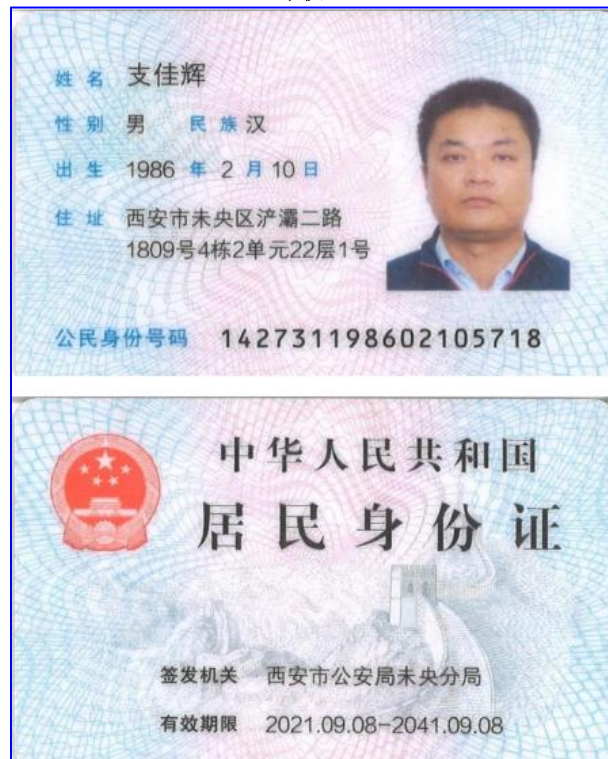 姓名 支佳辉
性别 男 民族 汉
出生 1986 年 2 月 10 日
住址 西安市未央区浐灞二路
1809号4栋2单元22层1号
公民身份号码 142731198602105718
中华人民共和国
居民身份证
签发机关 西安市公安局未央分局
有效期限 2021.09.08-2041.09.08